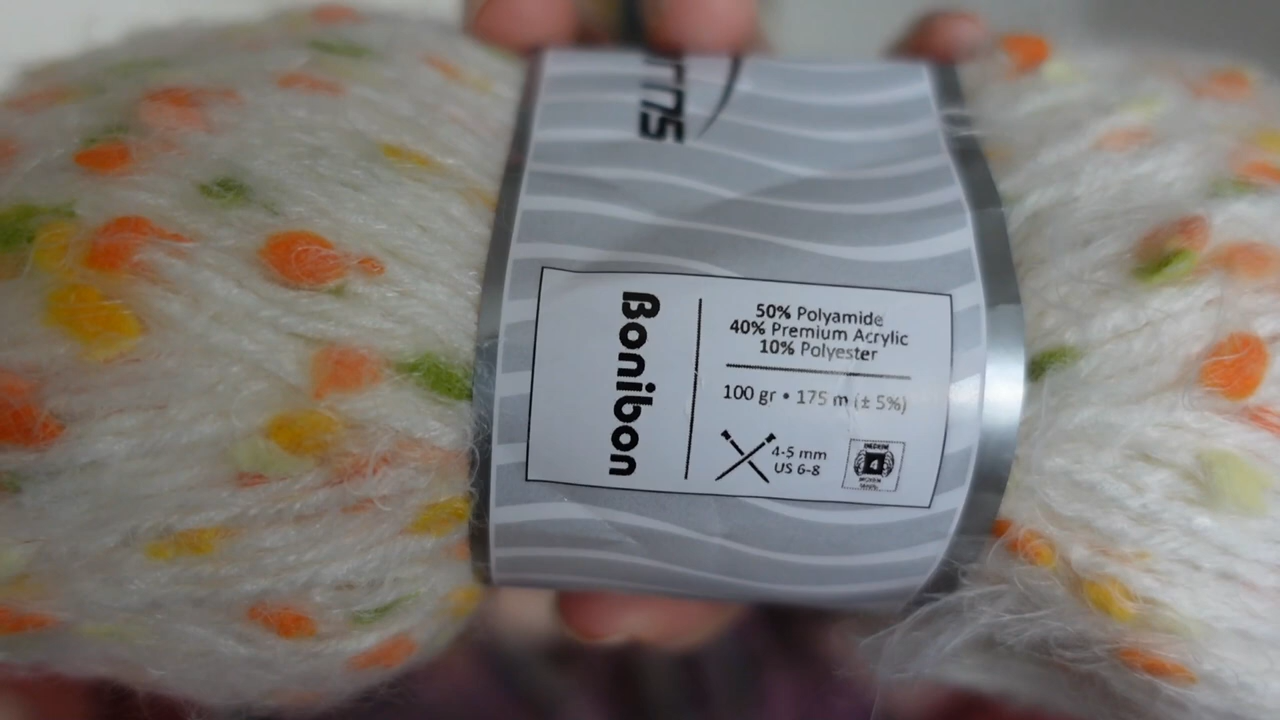 Bonibon
50% Polyamide
40% Premium Acrylic
10% Polyester
100 gr • 175 m (± 5%)
4-5 mm
US 6-8
4
MEDIUM